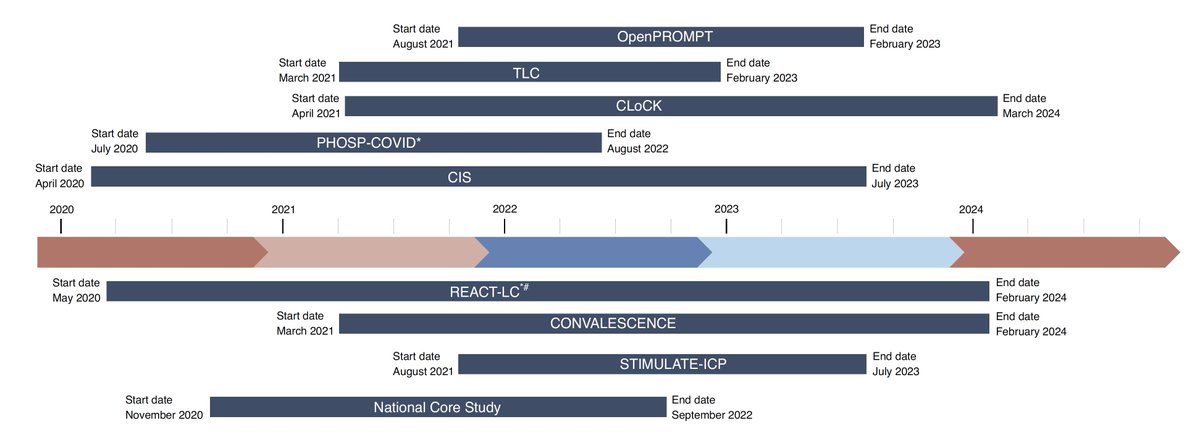 Start date
August 2021
OpenPROMPT
End date
February 2023
Start date
March 2021
TLC
End date
February 2023
Start date
April 2021
CLoCK
End date
March 2024
Start date
July 2020
PHOSP-COVID*
End date
August 2022
Start date
April 2020
CIS
End date
July 2023
2020
2021
2022
2023
2024
Start date
May 2020
REACT-LC*#
End date
February 2024
Start date
March 2021
CONVALESCENCE
End date
February 2024
Start date
August 2021
STIMULATE-ICP
End date
July 2023
Start date
November 2020
National Core Study
End date
September 2022